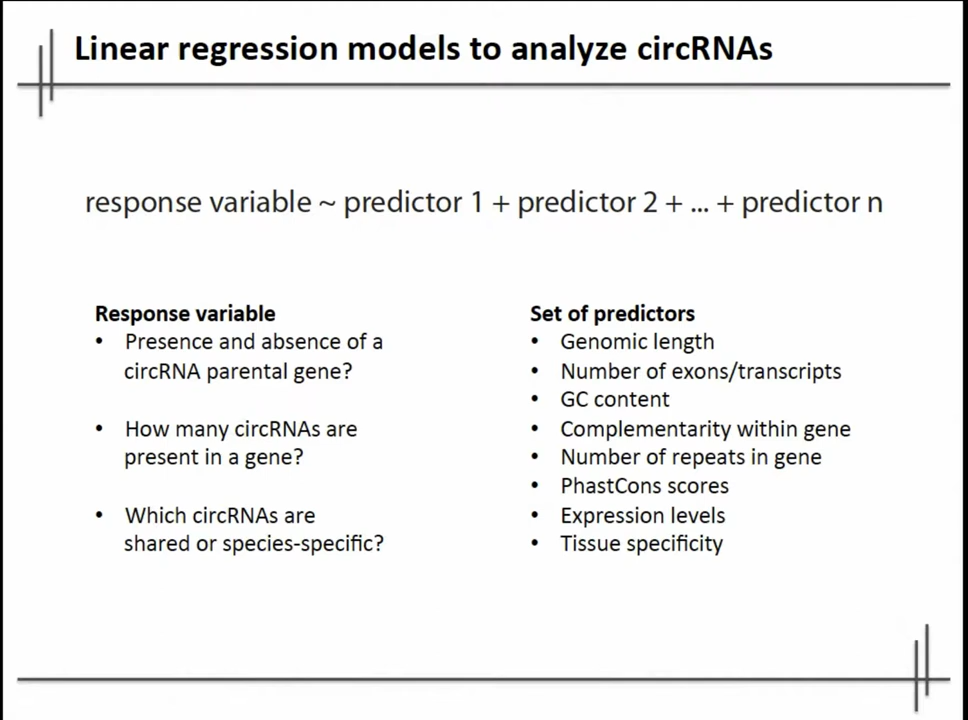 Linear regression models to analyze circRNAs
response variable ~ predictor 1 + predictor 2 + ... + predictor n
Response variable
• Presence and absence of a
circRNA parental gene?
• How many circRNAs are
present in a gene?
• Which circRNAs are
shared or species-specific?
Set of predictors
• Genomic length
• Number of exons/transcripts
• GC content
• Complementarity within gene
• Number of repeats in gene
• PhastCons scores
• Expression levels
• Tissue specificity